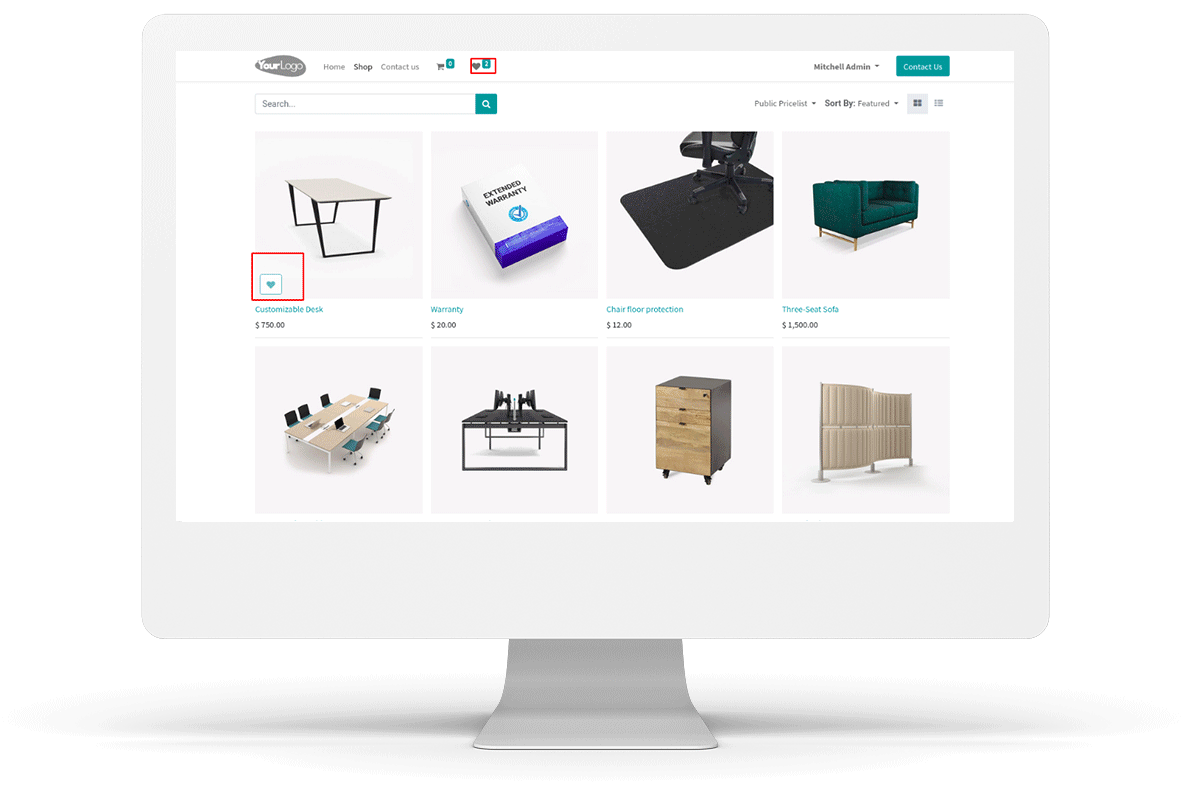 YourLogo Home Shop Contact us 0 2 Mitchell Admin Contact Us
Search... Public Pricelist Sort By: Featured
EXTENDED
WARRANTY
Customizable Desk Warranty Chair floor protection Three-Seat Sofa
$ 750.00 $ 20.00 $ 12.00 $ 1,500.00